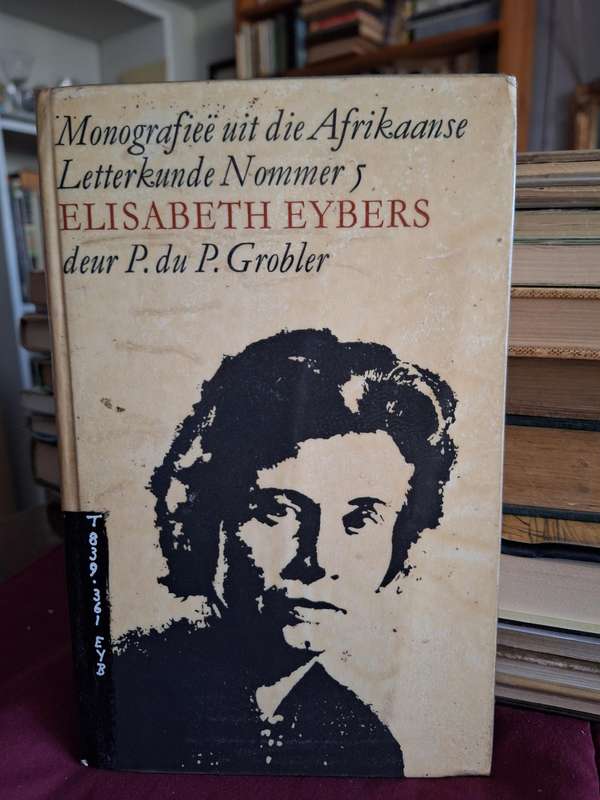 Monografieë uit die Afrikaanse
Letterkunde Nommer 5
ELISABETH EYBERS
deur P. du P. Grobler
T 839.361 EYB